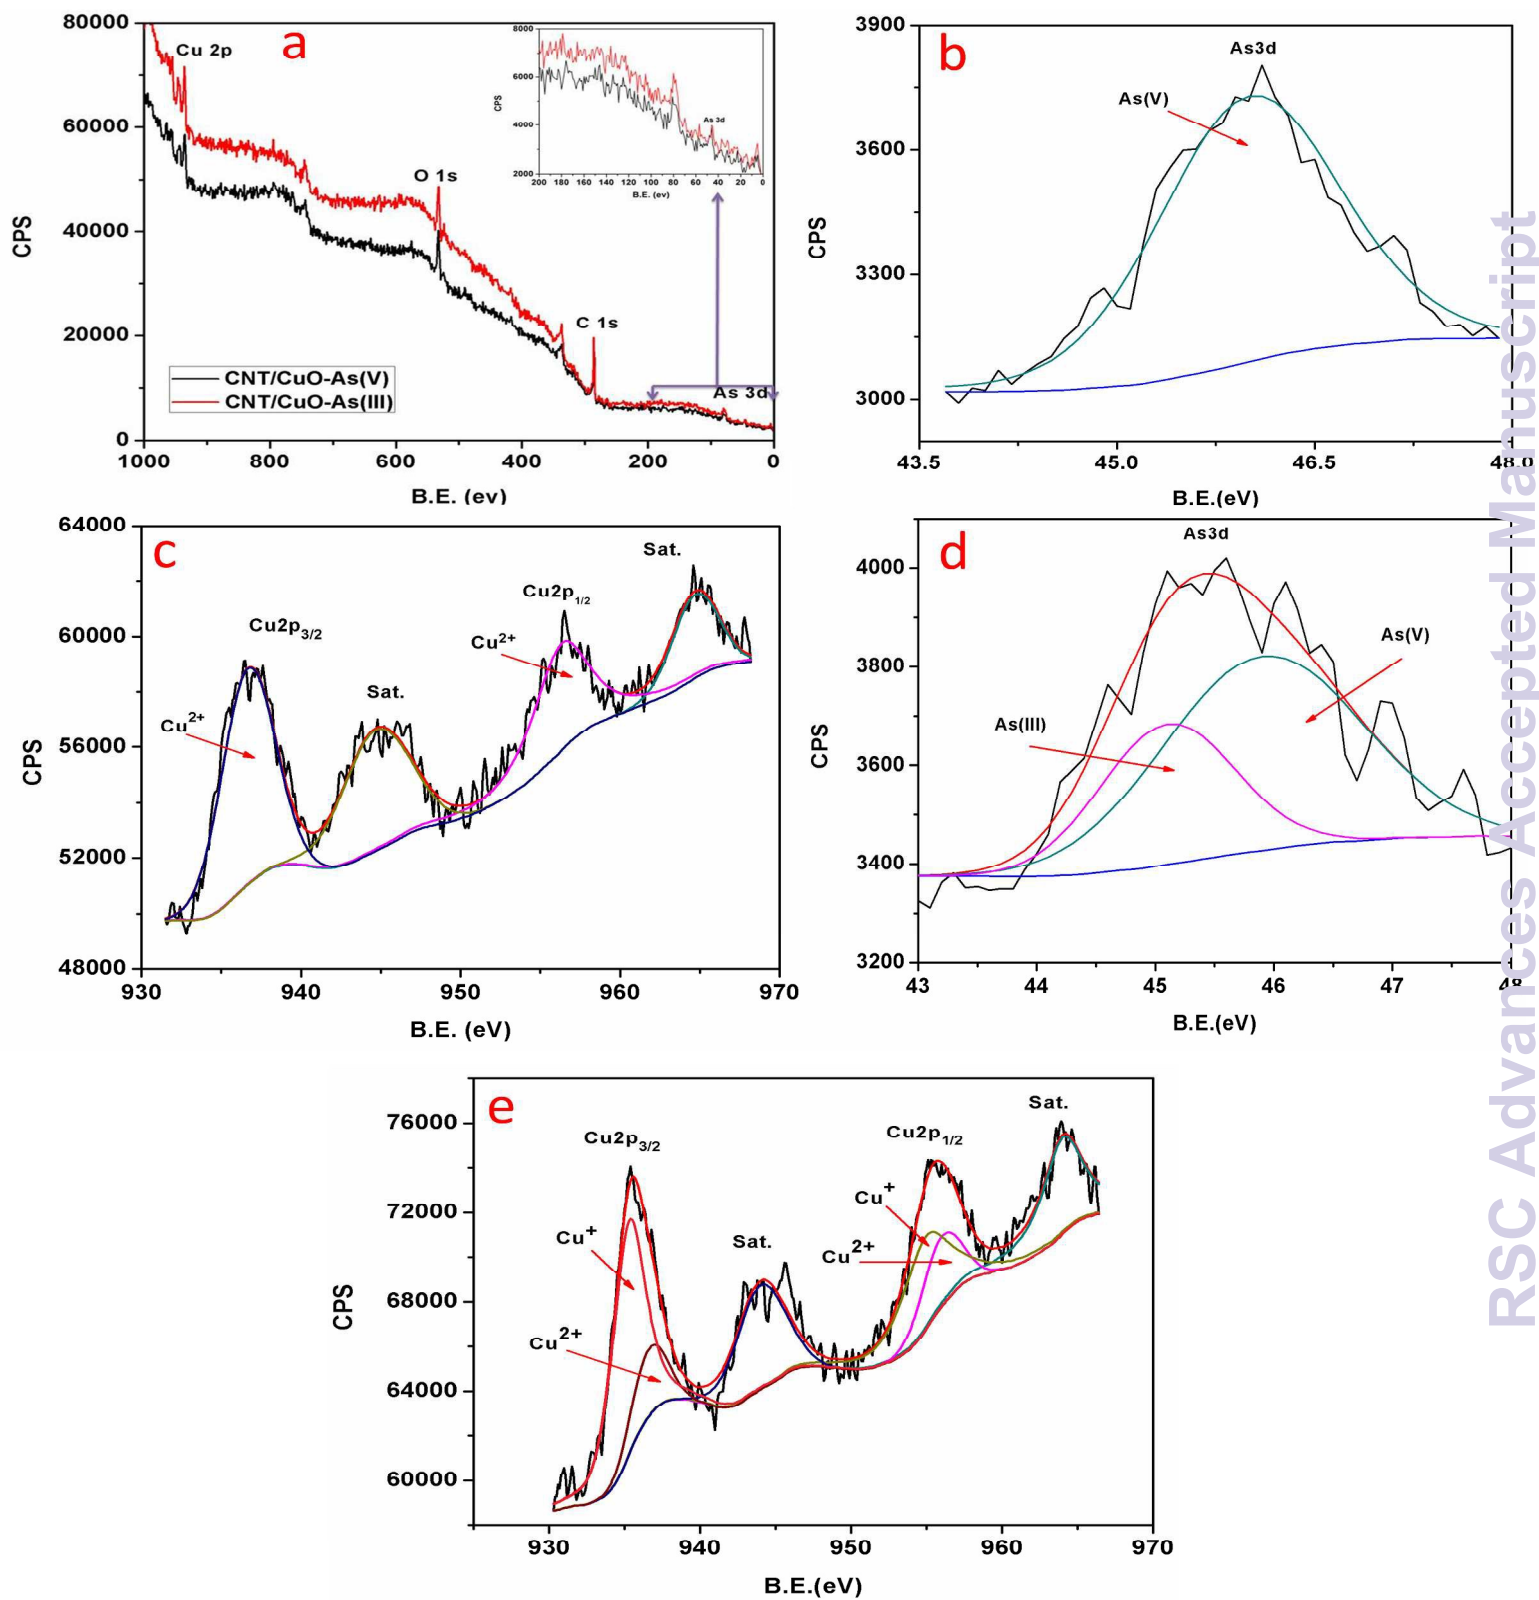 a
Cu 2p
O 1s
C 1s
As 3d
CPS
80000
60000
40000
20000
0
1000 800 600 400 200 0
B.E. (ev)
CNT/CuO-As(V)
CNT/CuO-As(III)
CPS
8000
6000
4000
2000
As 3d
200 180 160 140 120 100 80 60 40 20 0
B.E. (ev)
b
As3d
As(V)
CPS
3900
3600
3300
3000
43.5 45.0 46.5 48.0
B.E.(eV)
c
Cu2p3/2
Sat.
Cu2p1/2
Sat.
Cu2+
Cu2+
CPS
64000
60000
56000
52000
48000
930 940 950 960 970
B.E. (eV)
d
As3d
As(V)
As(III)
CPS
4000
3800
3600
3400
3200
43 44 45 46 47 48
B.E.(eV)
e
Cu2p3/2
Sat.
Cu2p1/2
Sat.
Cu+
Cu2+
Cu+
Cu2+
CPS
76000
72000
68000
64000
60000
930 940 950 960 970
B.E.(eV)
RSC Advances Accepted Manuscript